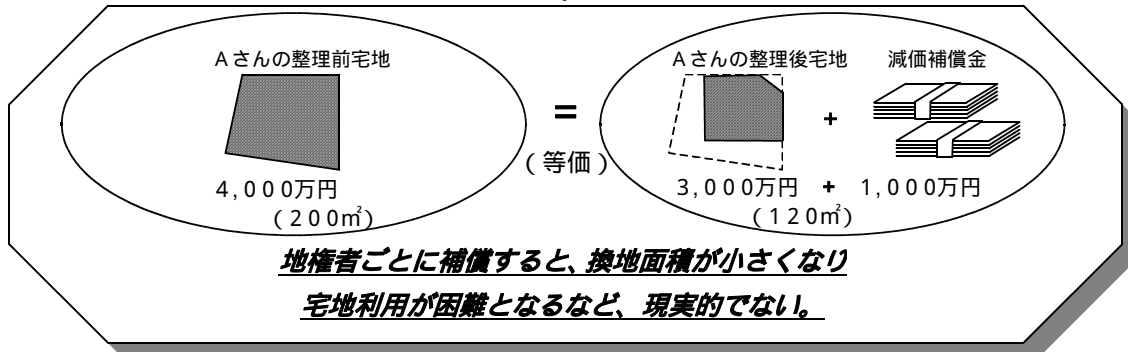 Aさんの整理前宅地
4,000万円
(200㎡)
=
(等価)
Aさんの整理後宅地 減価補償金
+
3,000万円 + 1,000万円
(120㎡)
地権者ごとに補償すると、換地面積が小さくなり
宅地利用が困難となるなど、現実的でない。